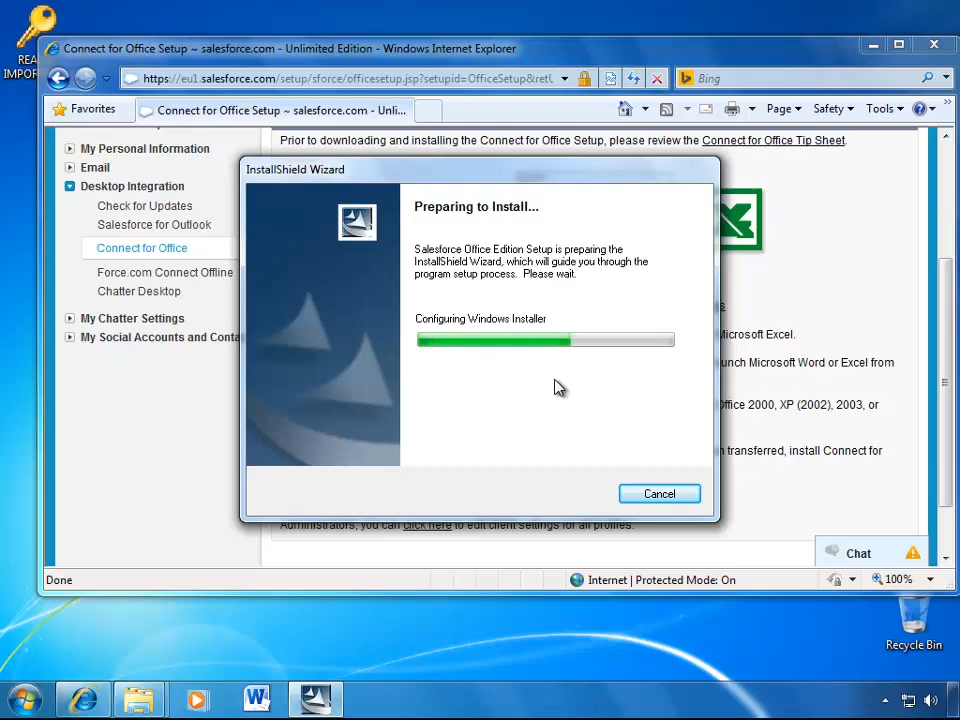 REA
IMPOR
Connect for Office Setup ~ salesforce.com - Unlimited Edition - Windows Internet Explorer
https://eu1.salesforce.com/setup/sforce/officesetup.jsp?setupid=OfficeSetup&retU
Bing
Favorites
Connect for Office Setup ~ salesforce.com - Unli...
Page
Safety
Tools
»
My Personal Information
Email
Desktop Integration
Check for Updates
Salesforce for Outlook
Connect for Office
Force.com Connect Offline
Chatter Desktop
My Chatter Settings
My Social Accounts and Conta
Prior to downloading and installing the Connect for Office Setup, please review the Connect for Office Tip Sheet.
InstallShield Wizard
Preparing to Install...
Salesforce Office Edition Setup is preparing the
InstallShield Wizard, which will guide you through the
program setup process. Please wait.
Configuring Windows Installer
Cancel
Microsoft Excel.
unch Microsoft Word or Excel from
Office 2000, XP (2002), 2003, or
n transferred, install Connect for
Administrators, you can click here to edit client settings for all profiles.
Chat
Done
Internet | Protected Mode: On
100%
Recycle Bin